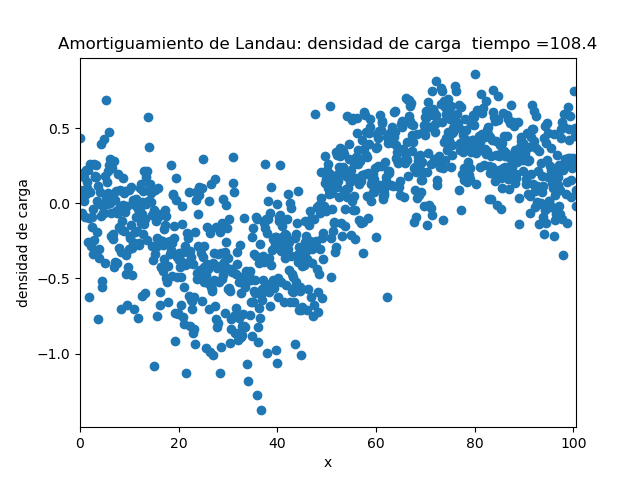 Amortiguamiento de Landau: densidad de carga  tiempo =108.4
densidad de carga
0.5
0.0
−0.5
−1.0
0 20 40 60 80 100
x